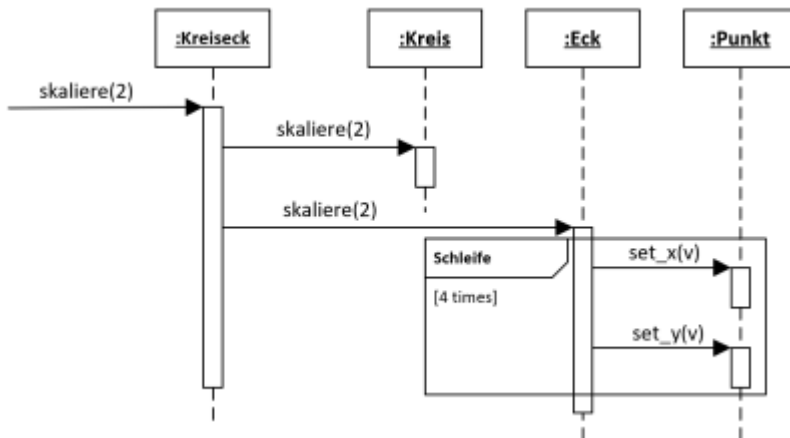 :Kreiseck
:Kreis
:Eck
:Punkt
skaliere(2)
skaliere(2)
skaliere(2)
Schleife
set_x(v)
[4 times]
set_y(v)